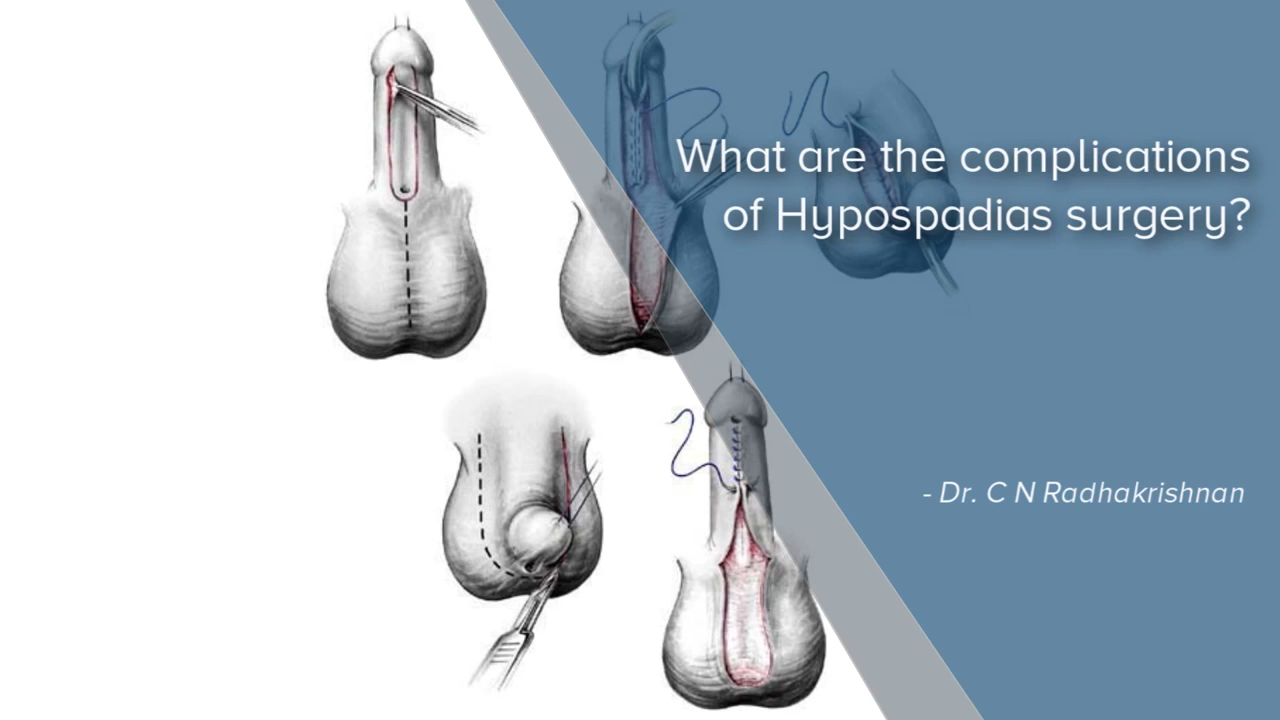 What are the complications
of Hypospadias surgery?
- Dr. C N Radhakrishnan